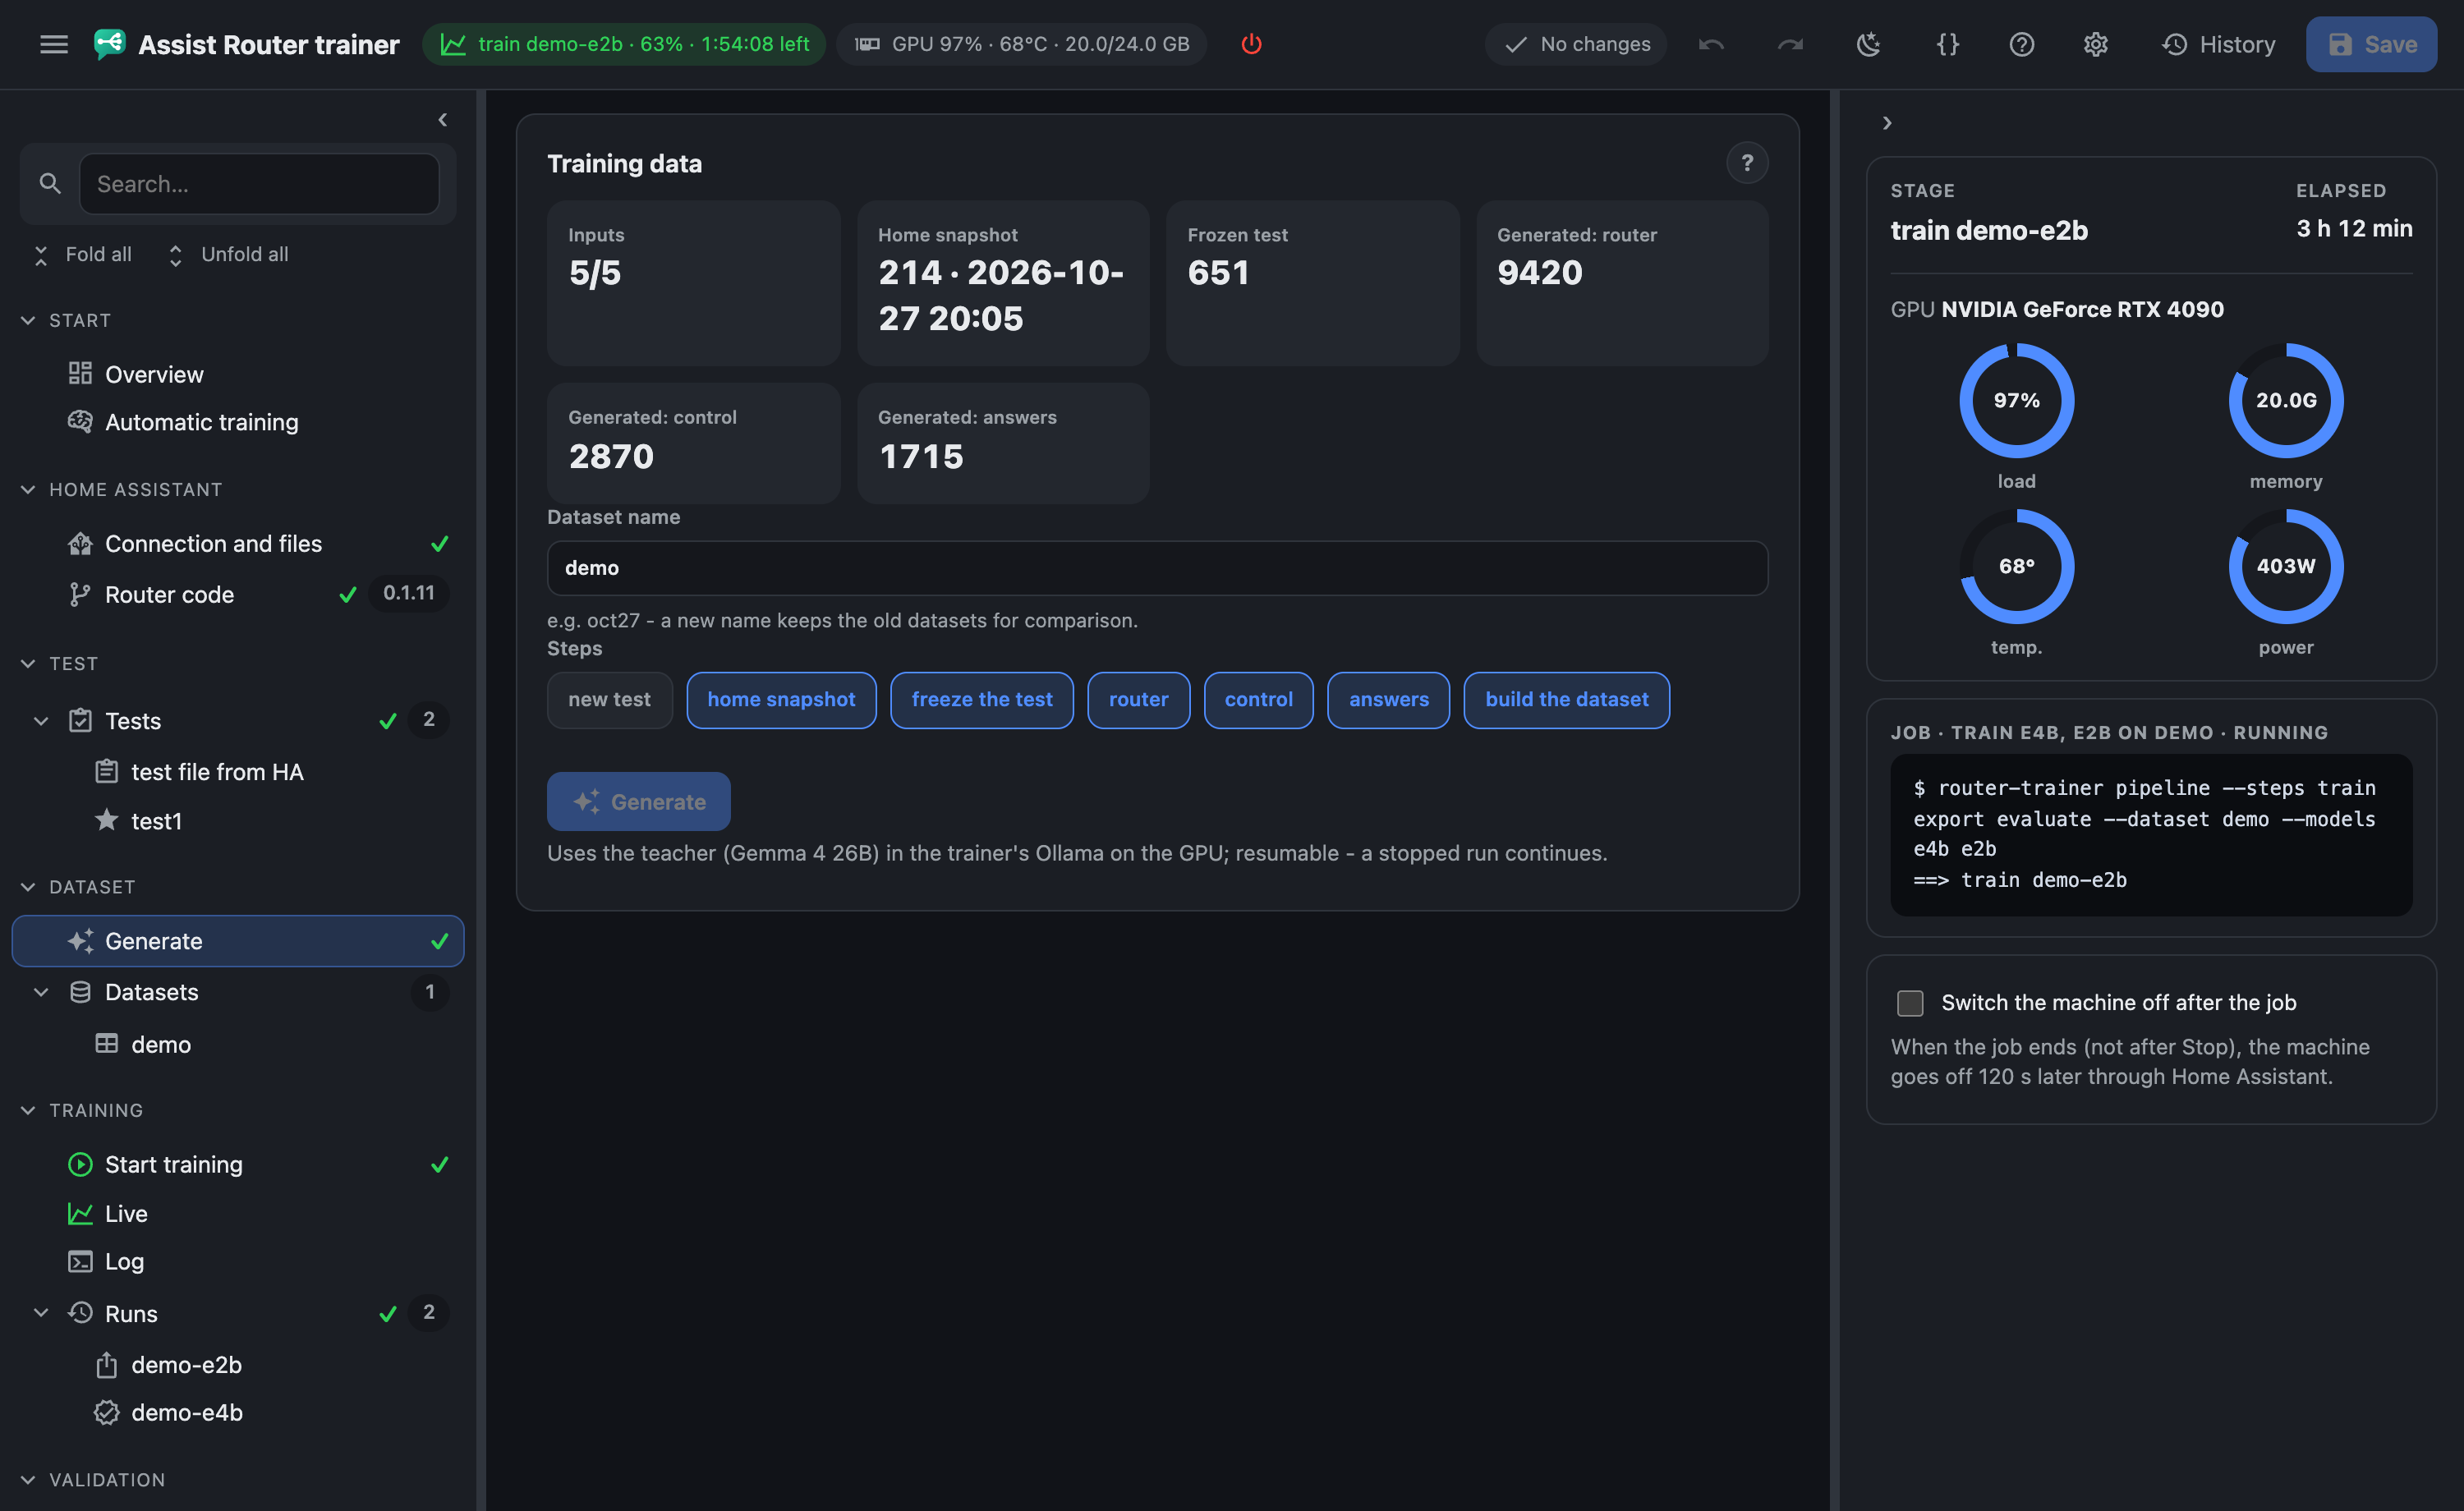 Assist Router trainer
train demo-e2b · 63% · 1:54:08 left
GPU 97% · 68°C · 20.0/24.0 GB
No changes
History
Save
Search...
Fold all
Unfold all
START
Overview
Automatic training
HOME ASSISTANT
Connection and files
Router code
0.1.11
TEST
Tests
2
test file from HA
test1
DATASET
Generate
Datasets
1
demo
TRAINING
Start training
Live
Log
Runs
2
demo-e2b
demo-e4b
VALIDATION
Training data
?
Inputs
5/5
Home snapshot
214 · 2026-10-
27 20:05
Frozen test
651
Generated: router
9420
Generated: control
2870
Generated: answers
1715
Dataset name
demo
e.g. oct27 - a new name keeps the old datasets for comparison.
Steps
new test
home snapshot
freeze the test
router
control
answers
build the dataset
Generate
Uses the teacher (Gemma 4 26B) in the trainer's Ollama on the GPU; resumable - a stopped run continues.
STAGE
ELAPSED
train demo-e2b
3 h 12 min
GPU NVIDIA GeForce RTX 4090
97%
20.0G
load
memory
68°
403W
temp.
power
JOB · TRAIN E4B, E2B ON DEMO · RUNNING
$ router-trainer pipeline --steps train
export evaluate --dataset demo --models
e4b e2b
==> train demo-e2b
Switch the machine off after the job
When the job ends (not after Stop), the machine
goes off 120 s later through Home Assistant.